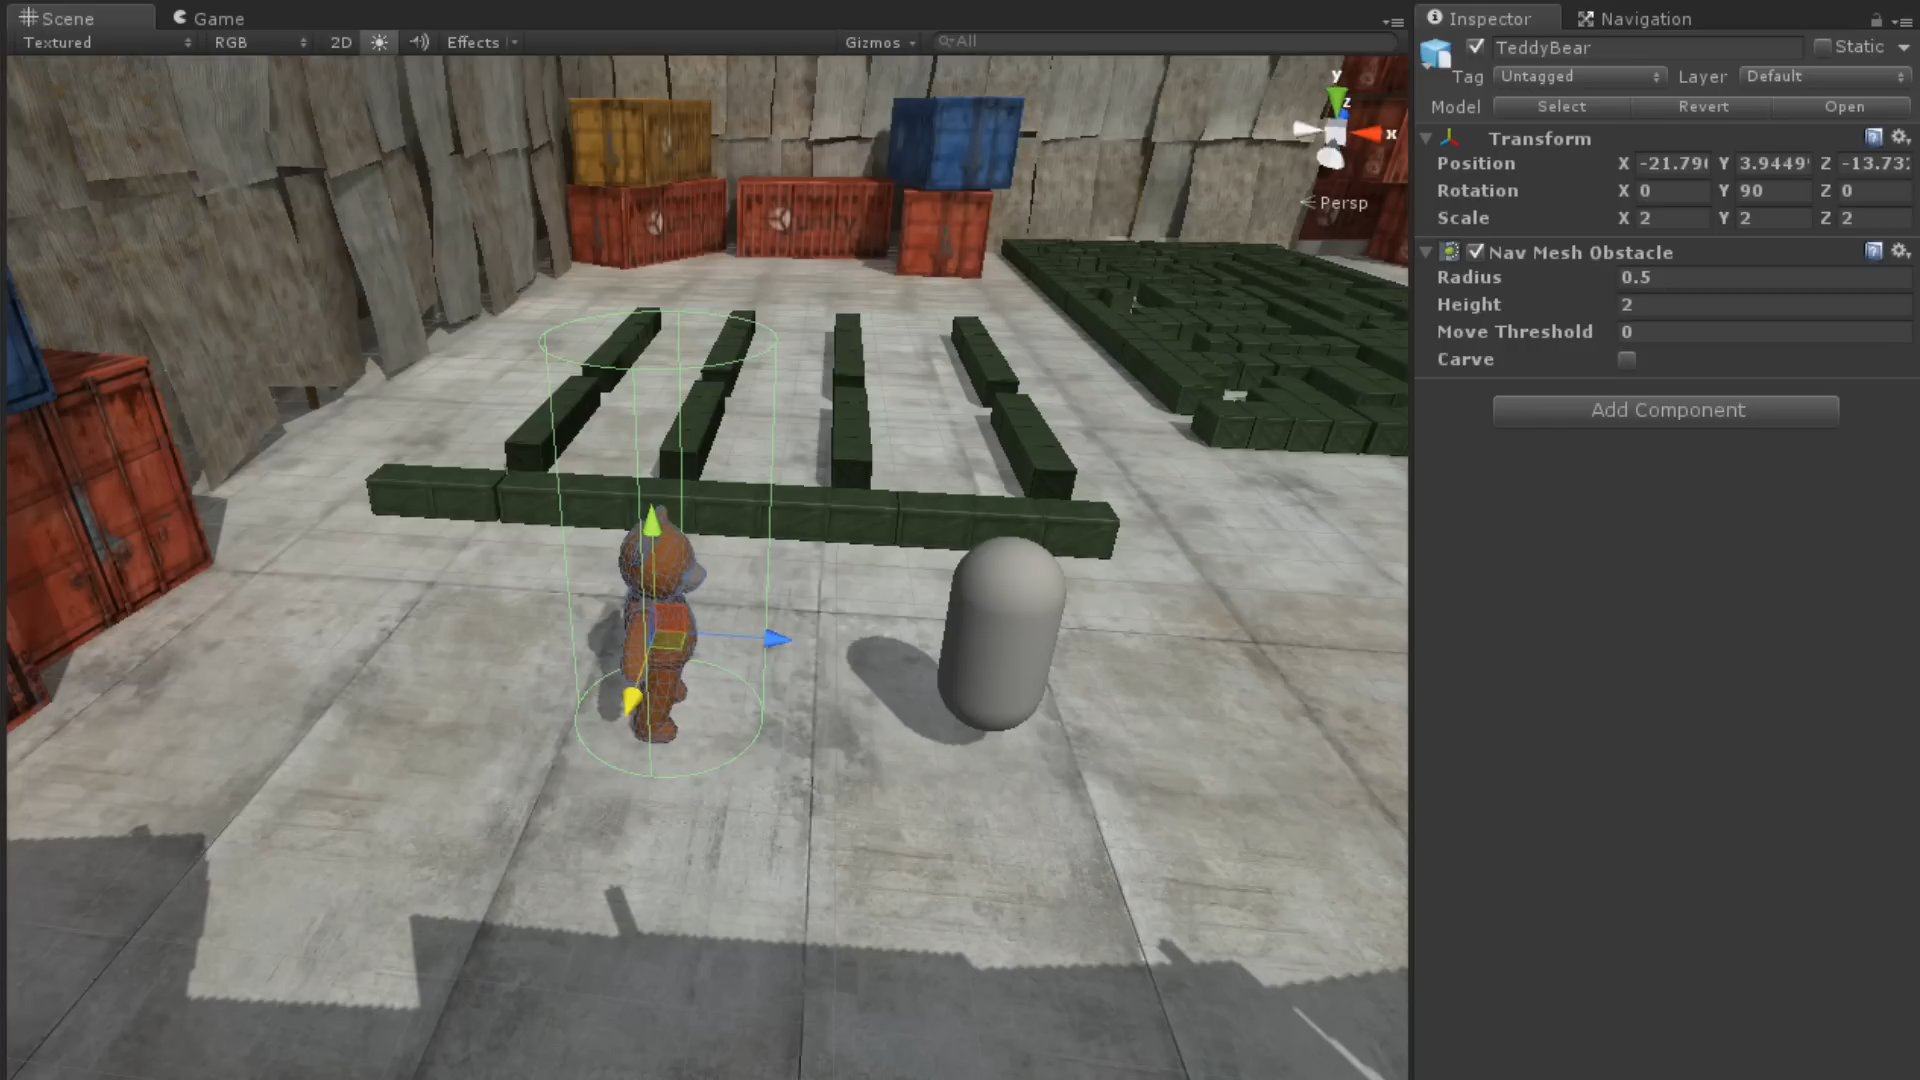 Scene
Game
Textured RGB 2D Effects Gizmos All
y
z
x
Persp
unity
unity
Inspector Navigation
TeddyBear Static
Tag Untagged Layer Default
Model Select Revert Open
Transform
Position X -21.79 Y 3.9449 Z -13.73
Rotation X 0 Y 90 Z 0
Scale X 2 Y 2 Z 2
Nav Mesh Obstacle
Radius 0.5
Height 2
Move Threshold 0
Carve
Add Component